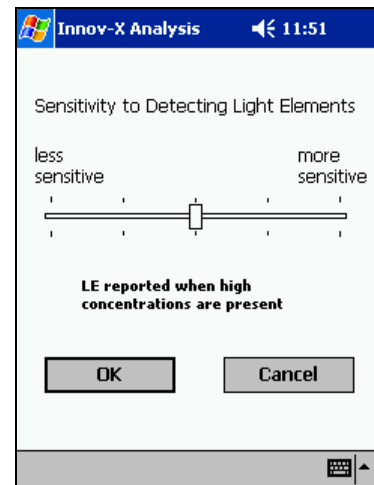 Innov-X Analysis 11:51
Sensitivity to Detecting Light Elements
less more
sensitive sensitive
LE reported when high
concentrations are present
OK Cancel